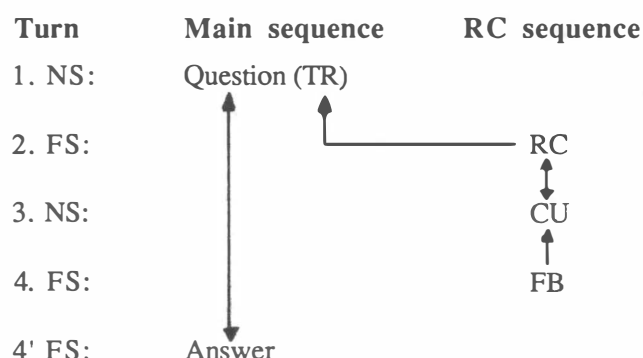 Turn Main sequence RC sequence
1. NS: Question (TR)
2. FS: RC
3. NS: CU
4. FS: FB
4' FS: Answer